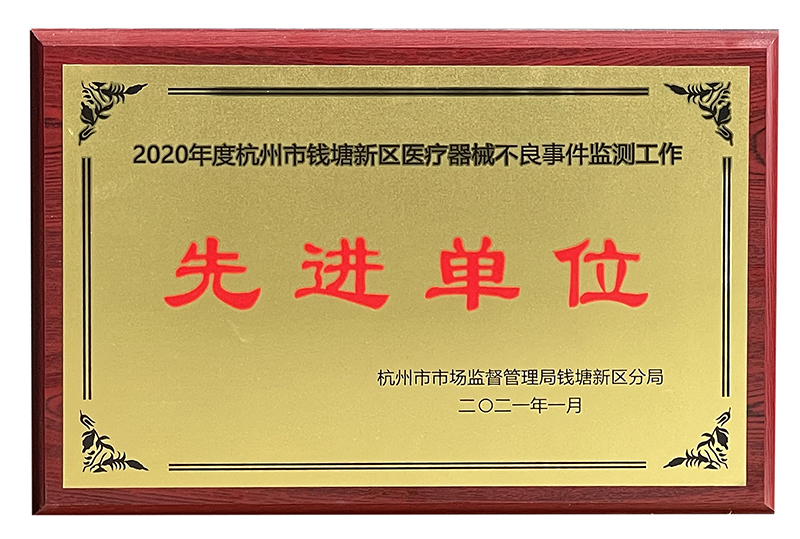 2020年度杭州市钱塘新区医疗器械不良事件监测工作
先进单位
杭州市市场监督管理局钱塘新区分局
二〇二一年一月